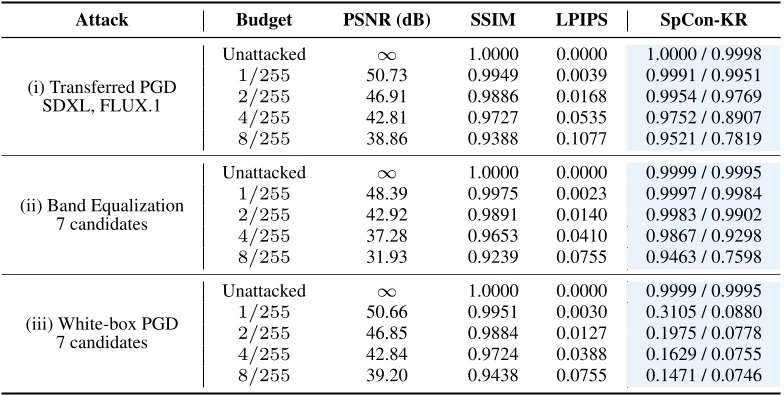 Attack Budget PSNR (dB) SSIM LPIPS SpCon-KR
(i) Transferred PGD
SDXL, FLUX.1
Unattacked ∞ 1.0000 0.0000 1.0000 / 0.9998
1/255 50.73 0.9949 0.0039 0.9991 / 0.9951
2/255 46.91 0.9886 0.0168 0.9954 / 0.9769
4/255 42.81 0.9727 0.0535 0.9752 / 0.8907
8/255 38.86 0.9388 0.1077 0.9521 / 0.7819
(ii) Band Equalization
7 candidates
Unattacked ∞ 1.0000 0.0000 0.9999 / 0.9995
1/255 48.39 0.9975 0.0023 0.9997 / 0.9984
2/255 42.92 0.9891 0.0140 0.9983 / 0.9902
4/255 37.28 0.9653 0.0410 0.9867 / 0.9298
8/255 31.93 0.9239 0.0755 0.9463 / 0.7598
(iii) White-box PGD
7 candidates
Unattacked ∞ 1.0000 0.0000 0.9999 / 0.9995
1/255 50.66 0.9951 0.0030 0.3105 / 0.0880
2/255 46.85 0.9884 0.0127 0.1975 / 0.0778
4/255 42.84 0.9724 0.0388 0.1629 / 0.0755
8/255 39.20 0.9438 0.0755 0.1471 / 0.0746